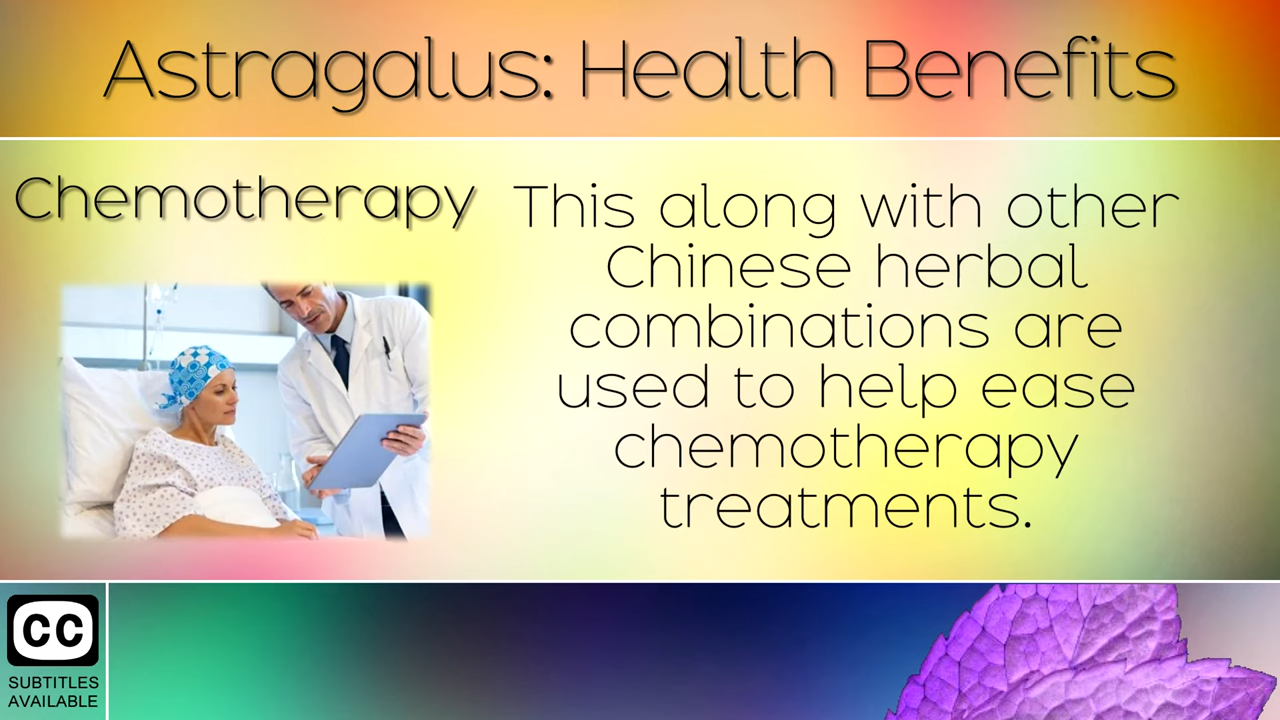 Astragalus: Health Benefits
Chemotherapy
This along with other
Chinese herbal
combinations are
used to help ease
chemotherapy
treatments.
CC
SUBTITLES
AVAILABLE